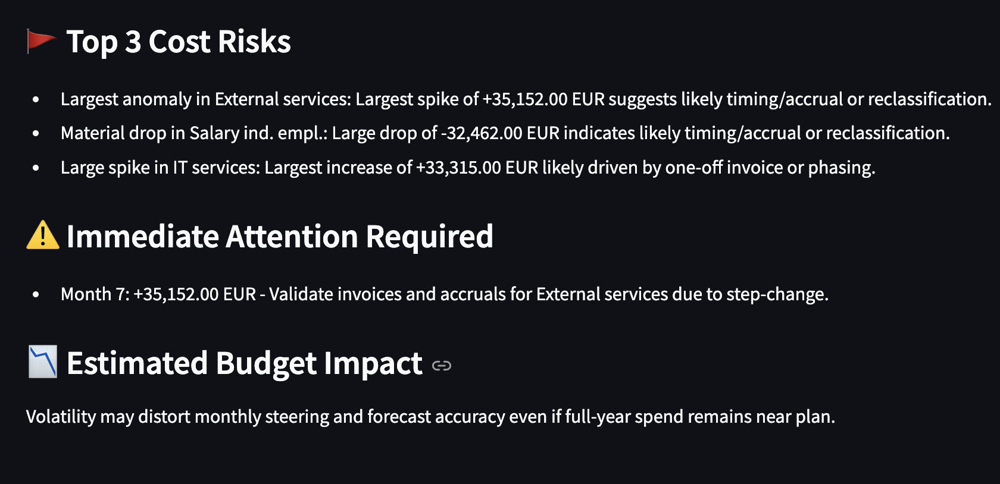 Top 3 Cost Risks
• Largest anomaly in External services: Largest spike of +35,152.00 EUR suggests likely timing/accrual or reclassification.
• Material drop in Salary ind. empl.: Large drop of -32,462.00 EUR indicates likely timing/accrual or reclassification.
• Large spike in IT services: Largest increase of +33,315.00 EUR likely driven by one-off invoice or phasing.
Immediate Attention Required
• Month 7: +35,152.00 EUR - Validate invoices and accruals for External services due to step-change.
Estimated Budget Impact
Volatility may distort monthly steering and forecast accuracy even if full-year spend remains near plan.